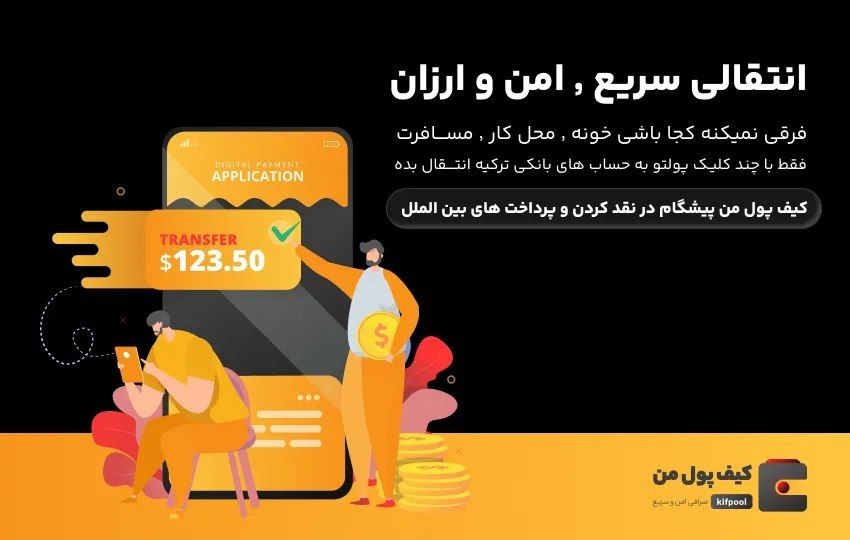 انتقالی سریع , امن و ارزان
فرقی نمیکنه کجا باشی خونه , محل کار , مســافرت
فقط با چند کلیک پولتو به حساب های بانکی ترکیه انتــقال بده
کیف پول من پیشگام در نقد کردن و پرداخت های بین الملل
DIGITAL PAYMENT
APPLICATION
TRANSFER
$123.50
$
کیف پول من
صرافی امن و سریع kifpool